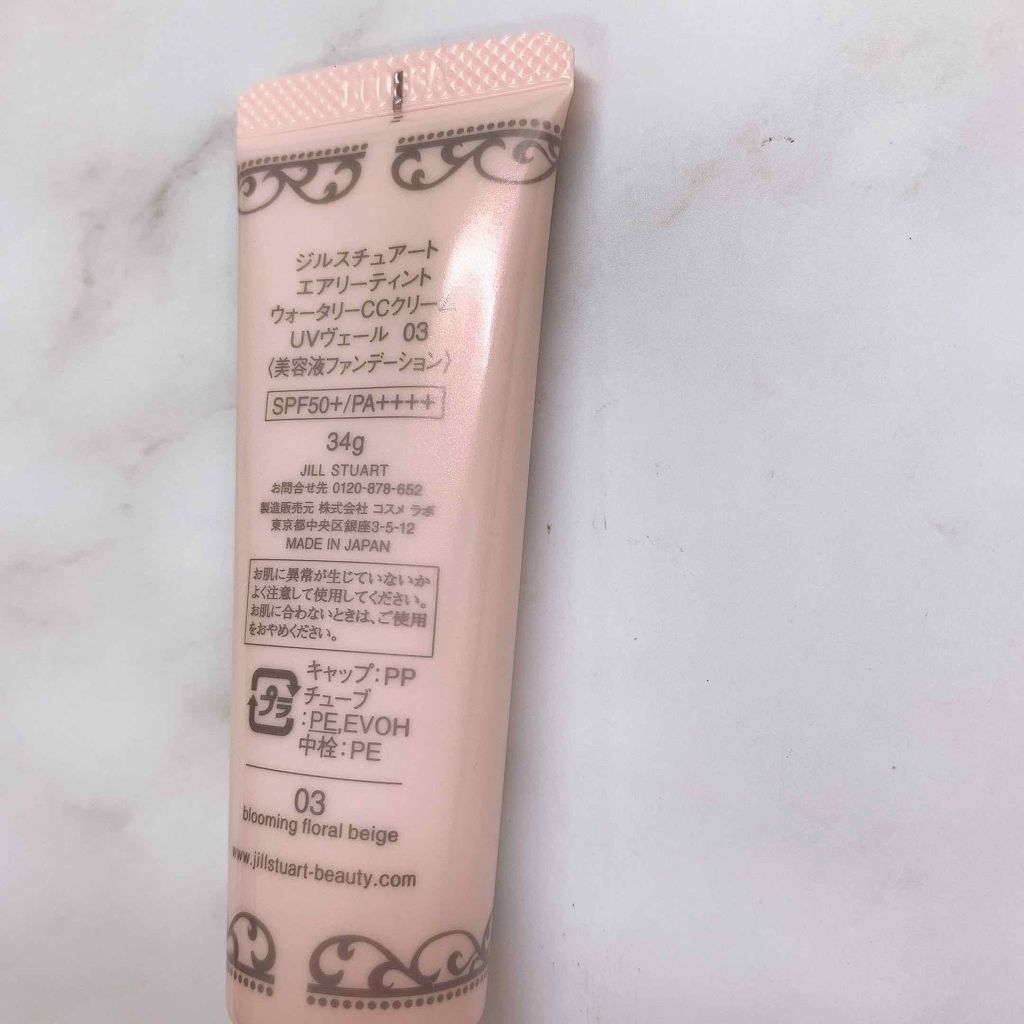 ジルスチュアート
エアリーティント
ウォータリーCCクリーム
UVヴェール 03
〈美容液ファンデーション〉
SPF50+/PA++++
34g
JILL STUART
お問合せ先 0120-878-652
製造販売元 株式会社 コスメ ラボ
東京都中央区銀座3-5-12
MADE IN JAPAN
お肌に異常が生じていないか
よく注意して使用してください。
お肌に合わないときは、ご使用
をおやめください。
プラ
キャップ:PP
チューブ
:PE,EVOH
中栓:PE
03
blooming floral beige
www.jillstuart-beauty.com